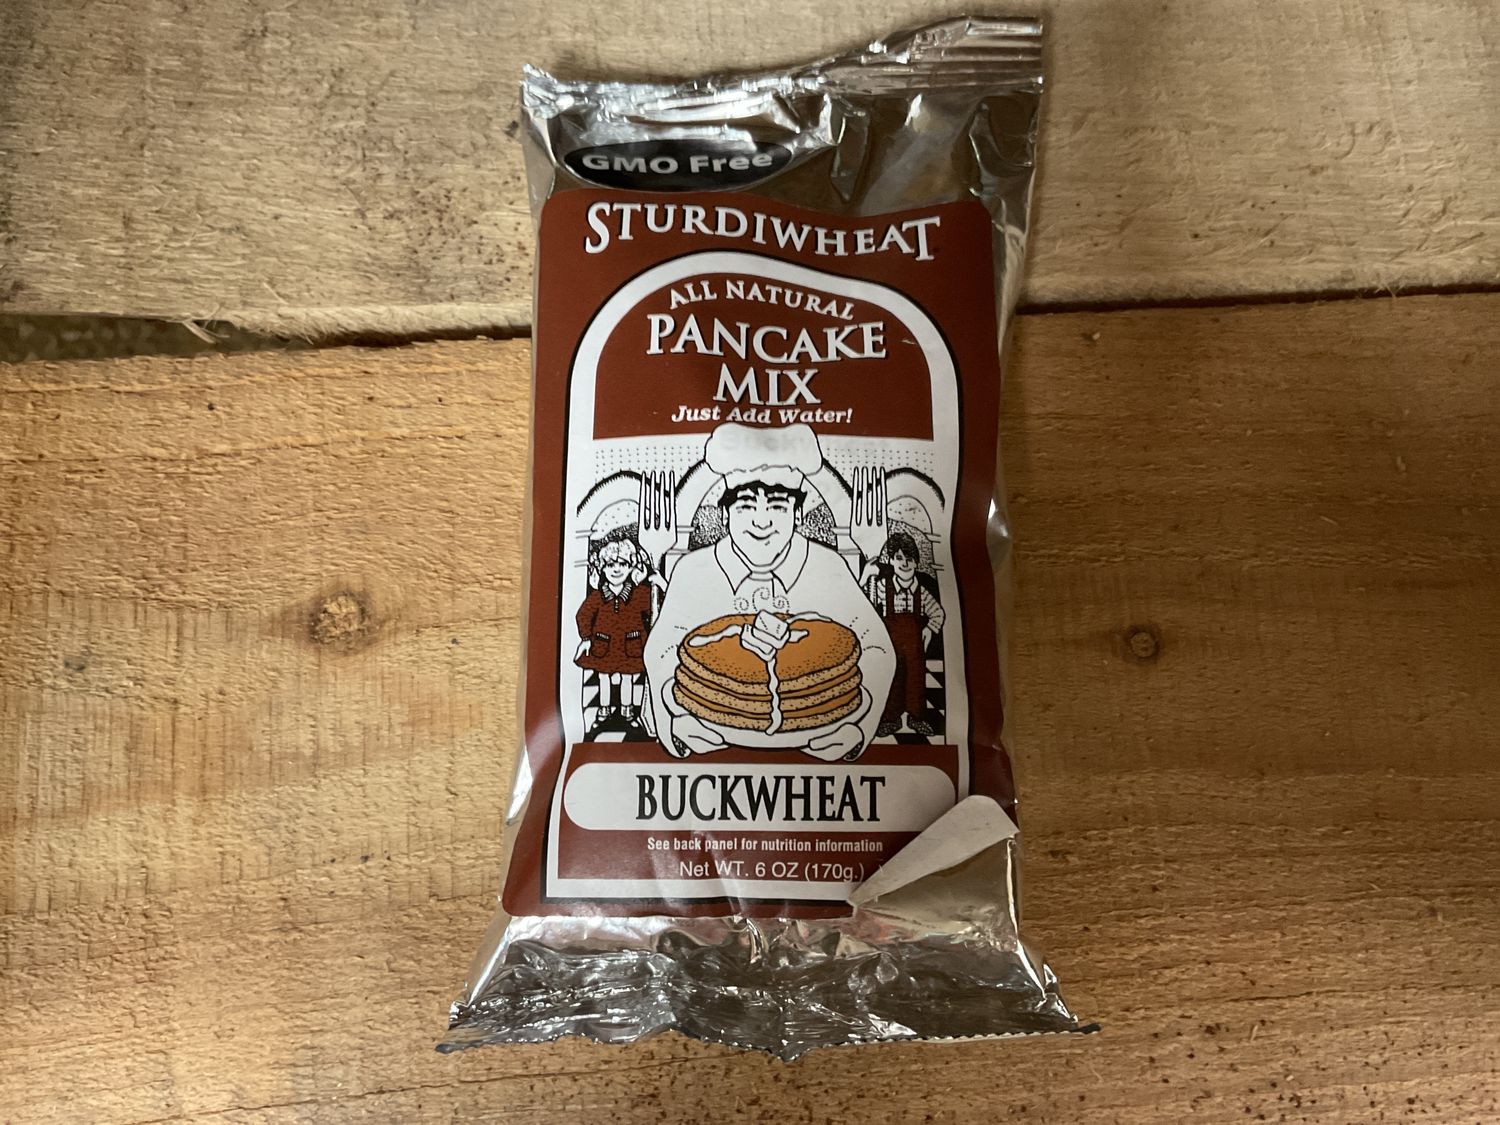 GMO Free
STURDIWHEAT
ALL NATURAL
PANCAKE
MIX
Just Add Water!
Buckwheat
BUCKWHEAT
See back panel for nutrition information
Net WT. 6 OZ (170g.)